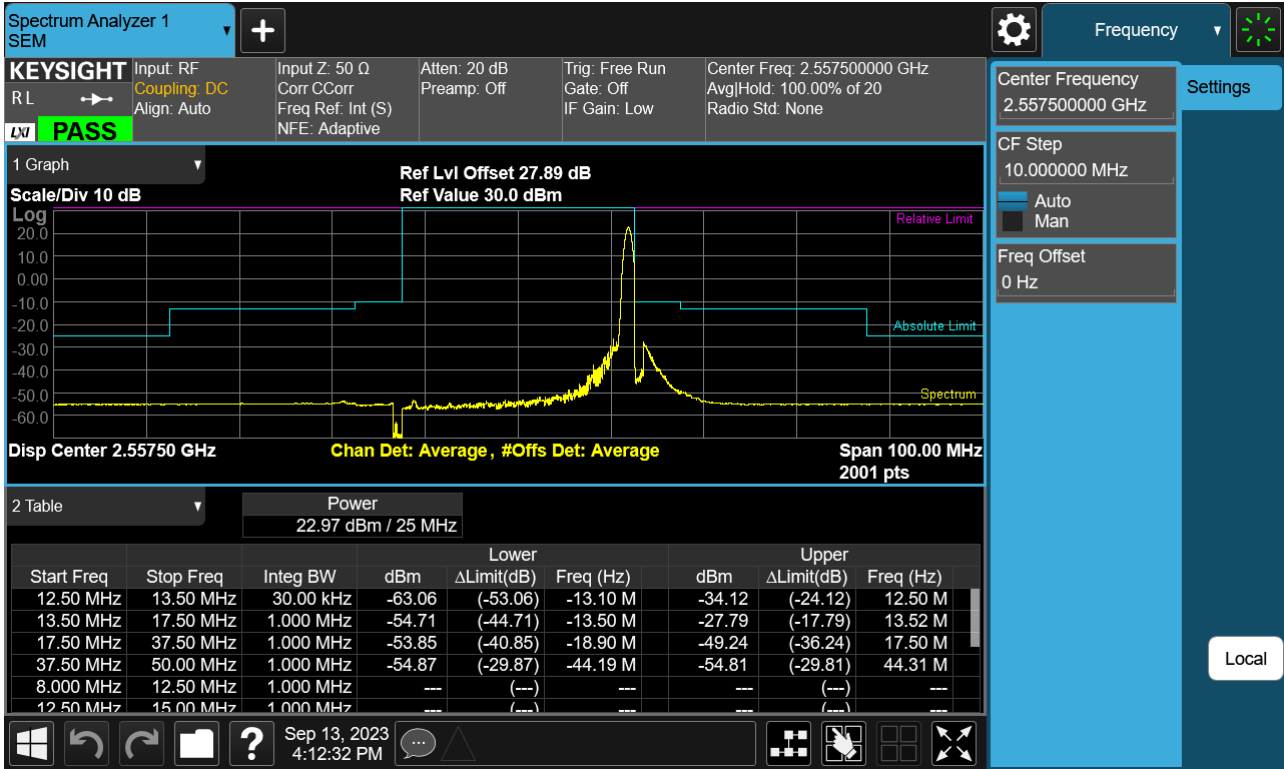 Spectrum Analyzer 1
SEM
+
Frequency
KEYSIGHT
R L
LXI
PASS
Input: RF
Coupling: DC
Align: Auto
Input Z: 50 Ω
Corr CCorr
Freq Ref: Int (S)
NFE: Adaptive
Atten: 20 dB
Preamp: Off
Trig: Free Run
Gate: Off
IF Gain: Low
Center Freq: 2.557500000 GHz
Avg|Hold: 100.00% of 20
Radio Std: None
Center Frequency
2.557500000 GHz
Settings
CF Step
10.000000 MHz
Auto
Man
Freq Offset
0 Hz
Local
1 Graph
Ref Lvl Offset 27.89 dB
Scale/Div 10 dB
Ref Value 30.0 dBm
Log
Relative Limit
20.0
10.0
0.00
-10.0
-20.0
Absolute Limit
-30.0
-40.0
-50.0
Spectrum
-60.0
Disp Center 2.55750 GHz
Chan Det: Average, #Offs Det: Average
Span 100.00 MHz
2001 pts
2 Table
Power
22.97 dBm / 25 MHz
Lower Upper
Start Freq Stop Freq Integ BW dBm ΔLimit(dB) Freq (Hz) dBm ΔLimit(dB) Freq (Hz)
12.50 MHz 13.50 MHz 30.00 kHz -63.06 (-53.06) -13.10 M -34.12 (-24.12) 12.50 M
13.50 MHz 17.50 MHz 1.000 MHz -54.71 (-44.71) -13.50 M -27.79 (-17.79) 13.52 M
17.50 MHz 37.50 MHz 1.000 MHz -53.85 (-40.85) -18.90 M -49.24 (-36.24) 17.50 M
37.50 MHz 50.00 MHz 1.000 MHz -54.87 (-29.87) -44.19 M -54.81 (-29.81) 44.31 M
8.000 MHz 12.50 MHz 1.000 MHz --- (---) --- --- (---) ---
12.50 MHz 15.00 MHz 1.000 MHz --- (---) --- --- (---) ---
?
Sep 13, 2023
4:12:32 PM